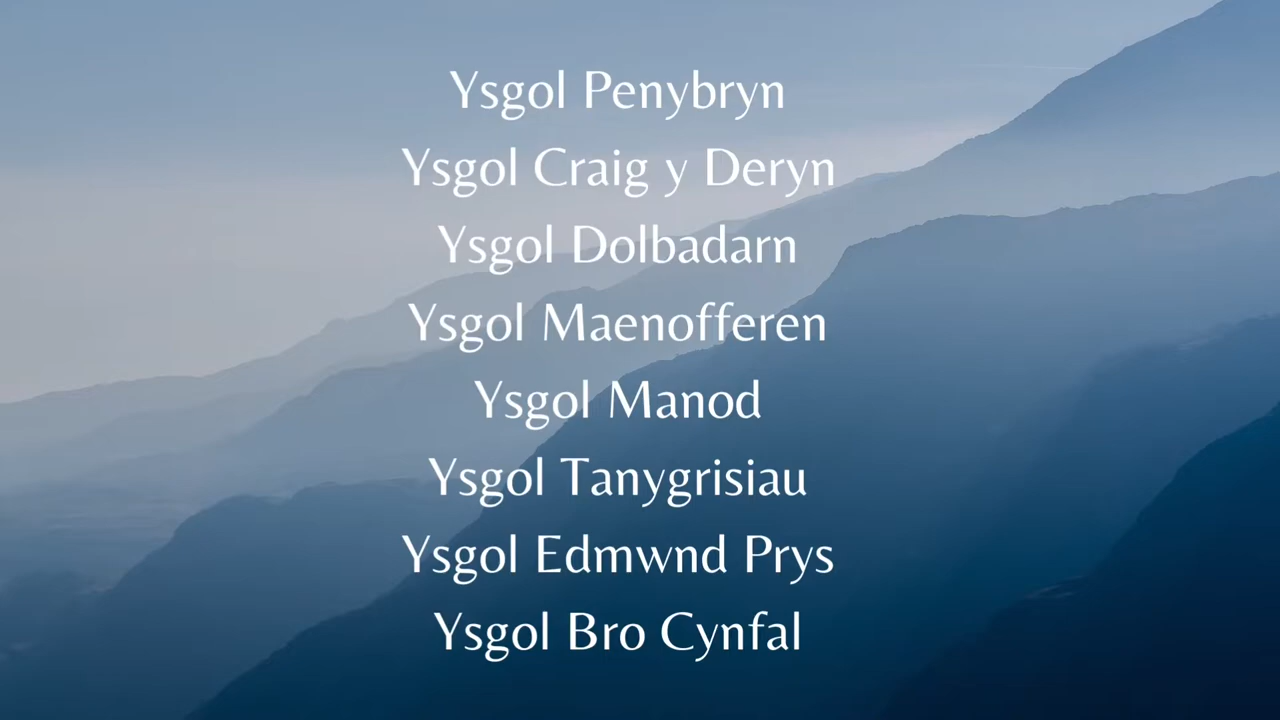 Ysgol Penybryn
Ysgol Craig y Deryn
Ysgol Dolbadarn
Ysgol Maenofferen
Ysgol Manod
Ysgol Tanygrisiau
Ysgol Edmwnd Prys
Ysgol Bro Cynfal